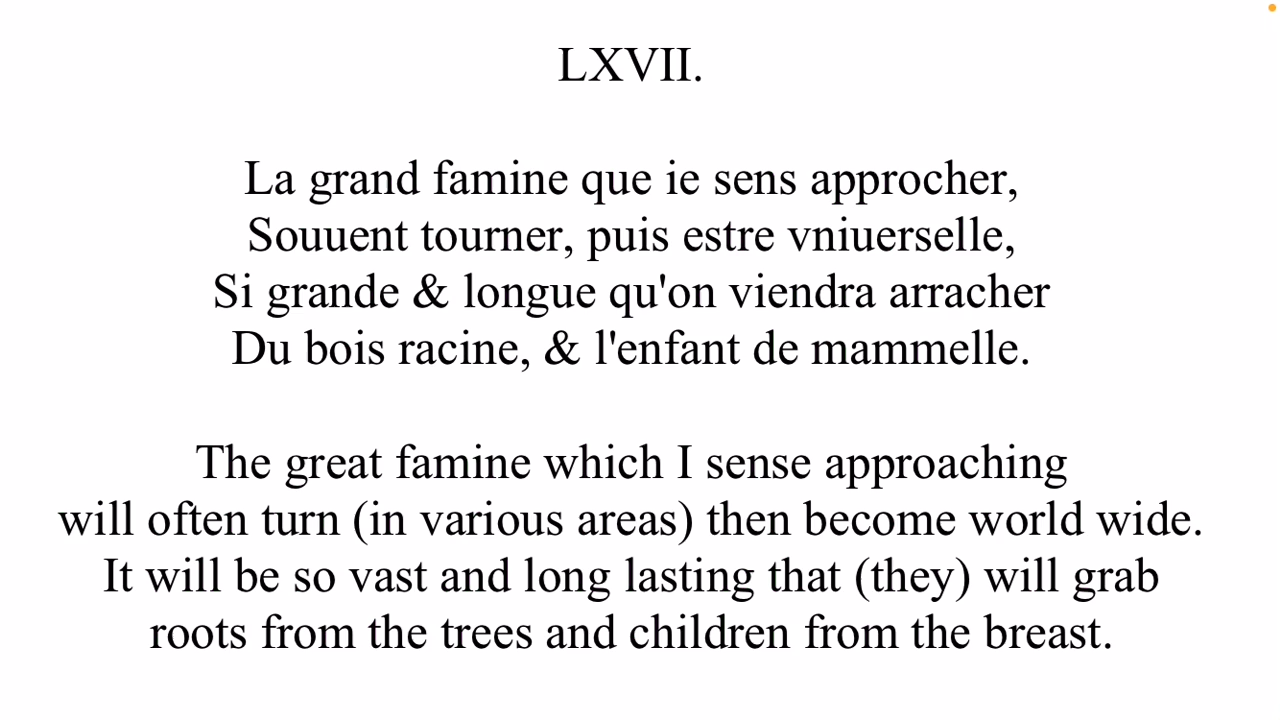 LXVII.
La grand famine que ie sens approcher,
Souuent tourner, puis estre vniuerselle,
Si grande & longue qu'on viendra arracher
Du bois racine, & l'enfant de mammelle.
The great famine which I sense approaching
will often turn (in various areas) then become world wide.
It will be so vast and long lasting that (they) will grab
roots from the trees and children from the breast.